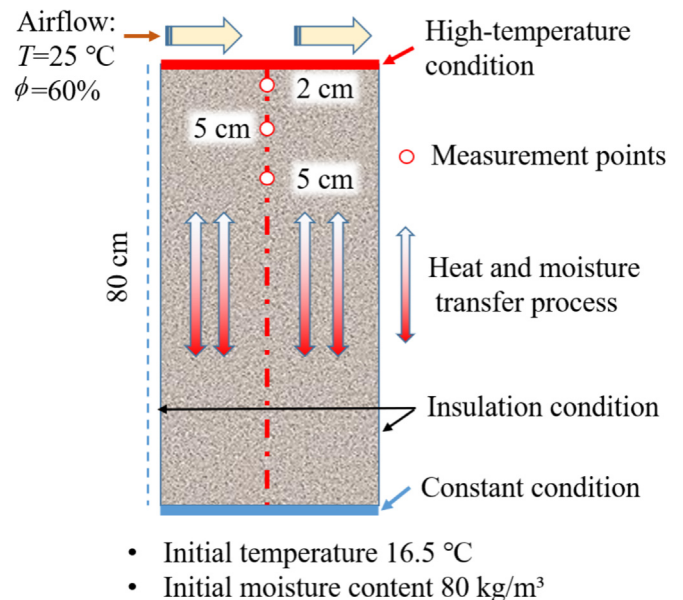 Airflow:
T=25 ℃
ϕ=60%
High-temperature
condition
2 cm
5 cm
Measurement points
5 cm
80 cm
Heat and moisture
transfer process
Insulation condition
Constant condition
• Initial temperature 16.5 ℃
• Initial moisture content 80 kg/m³